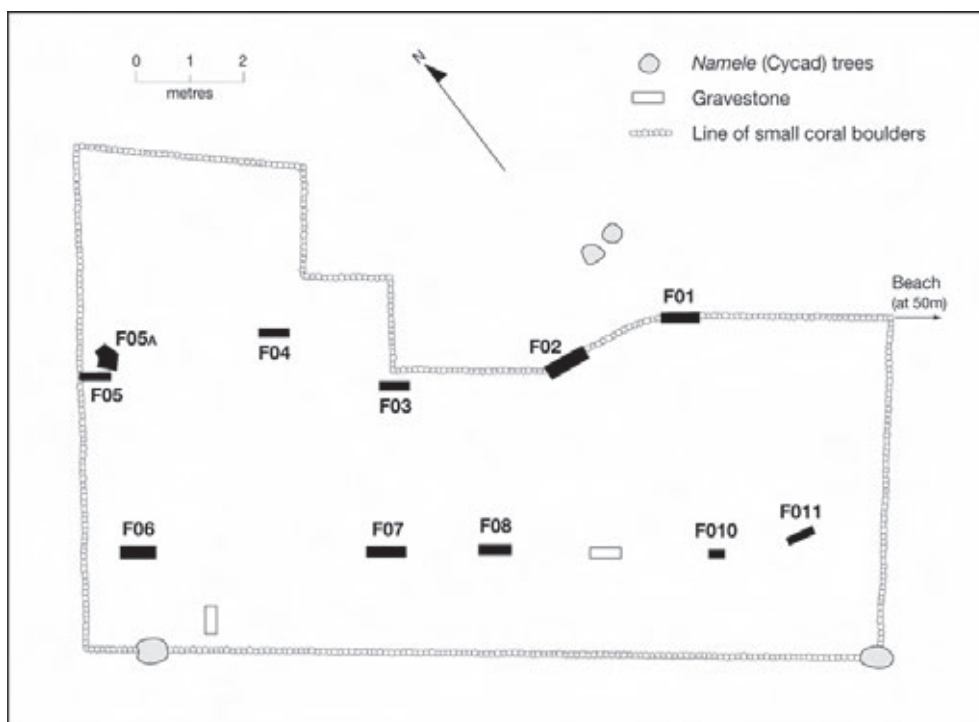 0 1 2
metres
N
Namele (Cycad) trees
Gravestone
Line of small coral boulders
Beach
(at 50m)
F01
F02
F05A
F04
F05
F03
F06
F07
F08
F010
F011